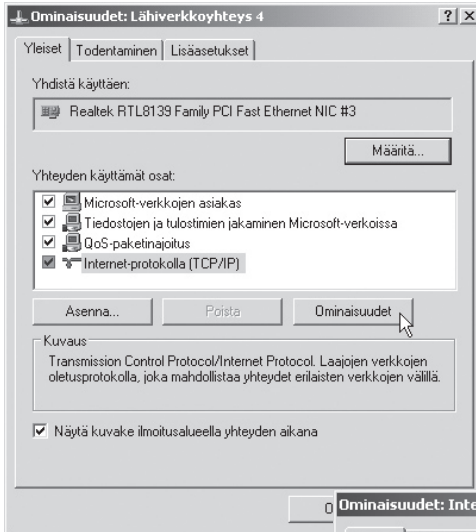 Ominaisuudet: Lähiverkkoyhteys 4
Yleiset Todentaminen Lisäasetukset
Yhdistä käyttäen:
Realtek RTL8139 Family PCI Fast Ethernet NIC #3
Määritä...
Yhteyden käyttämät osat:
Microsoft-verkkojen asiakas
Tiedostojen ja tulostimien jakaminen Microsoft-verkoissa
QoS-paketinajoitus
Internet-protokolla (TCP/IP)
Asenna... Poista Ominaisuudet
Kuvaus
Transmission Control Protocol/Internet Protocol. Laajojen verkkojen
oletusprotokolla, joka mahdollistaa yhteydet erilaisten verkkojen välillä.
Näytä kuvake ilmoitusalueella yhteyden aikana
Ominaisuudet: Inte